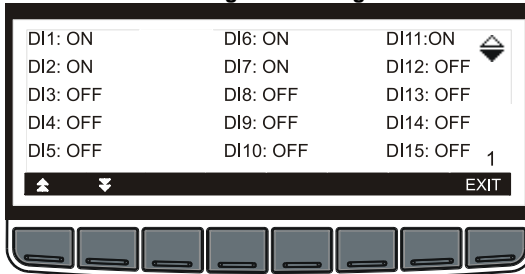 DI1: ON DI6: ON DI11:ON
DI2: ON DI7: ON DI12: OFF
DI3: OFF DI8: OFF DI13: OFF
DI4: OFF DI9: OFF DI14: OFF
DI5: OFF DI10: OFF DI15: OFF
1
EXIT